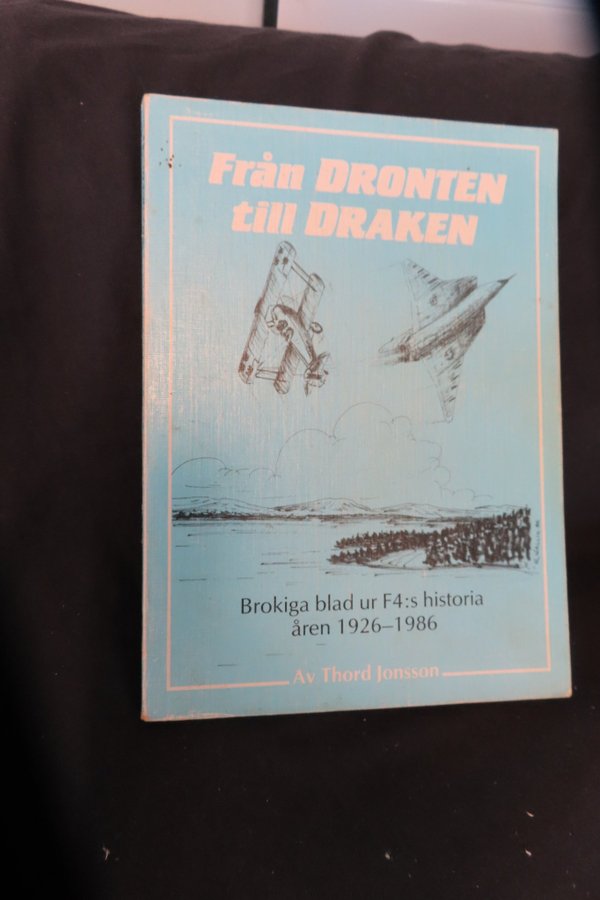 Från DRONTEN
till DRAKEN
Brokiga blad ur F4:s historia
åren 1926–1986
Av Thord Jonsson